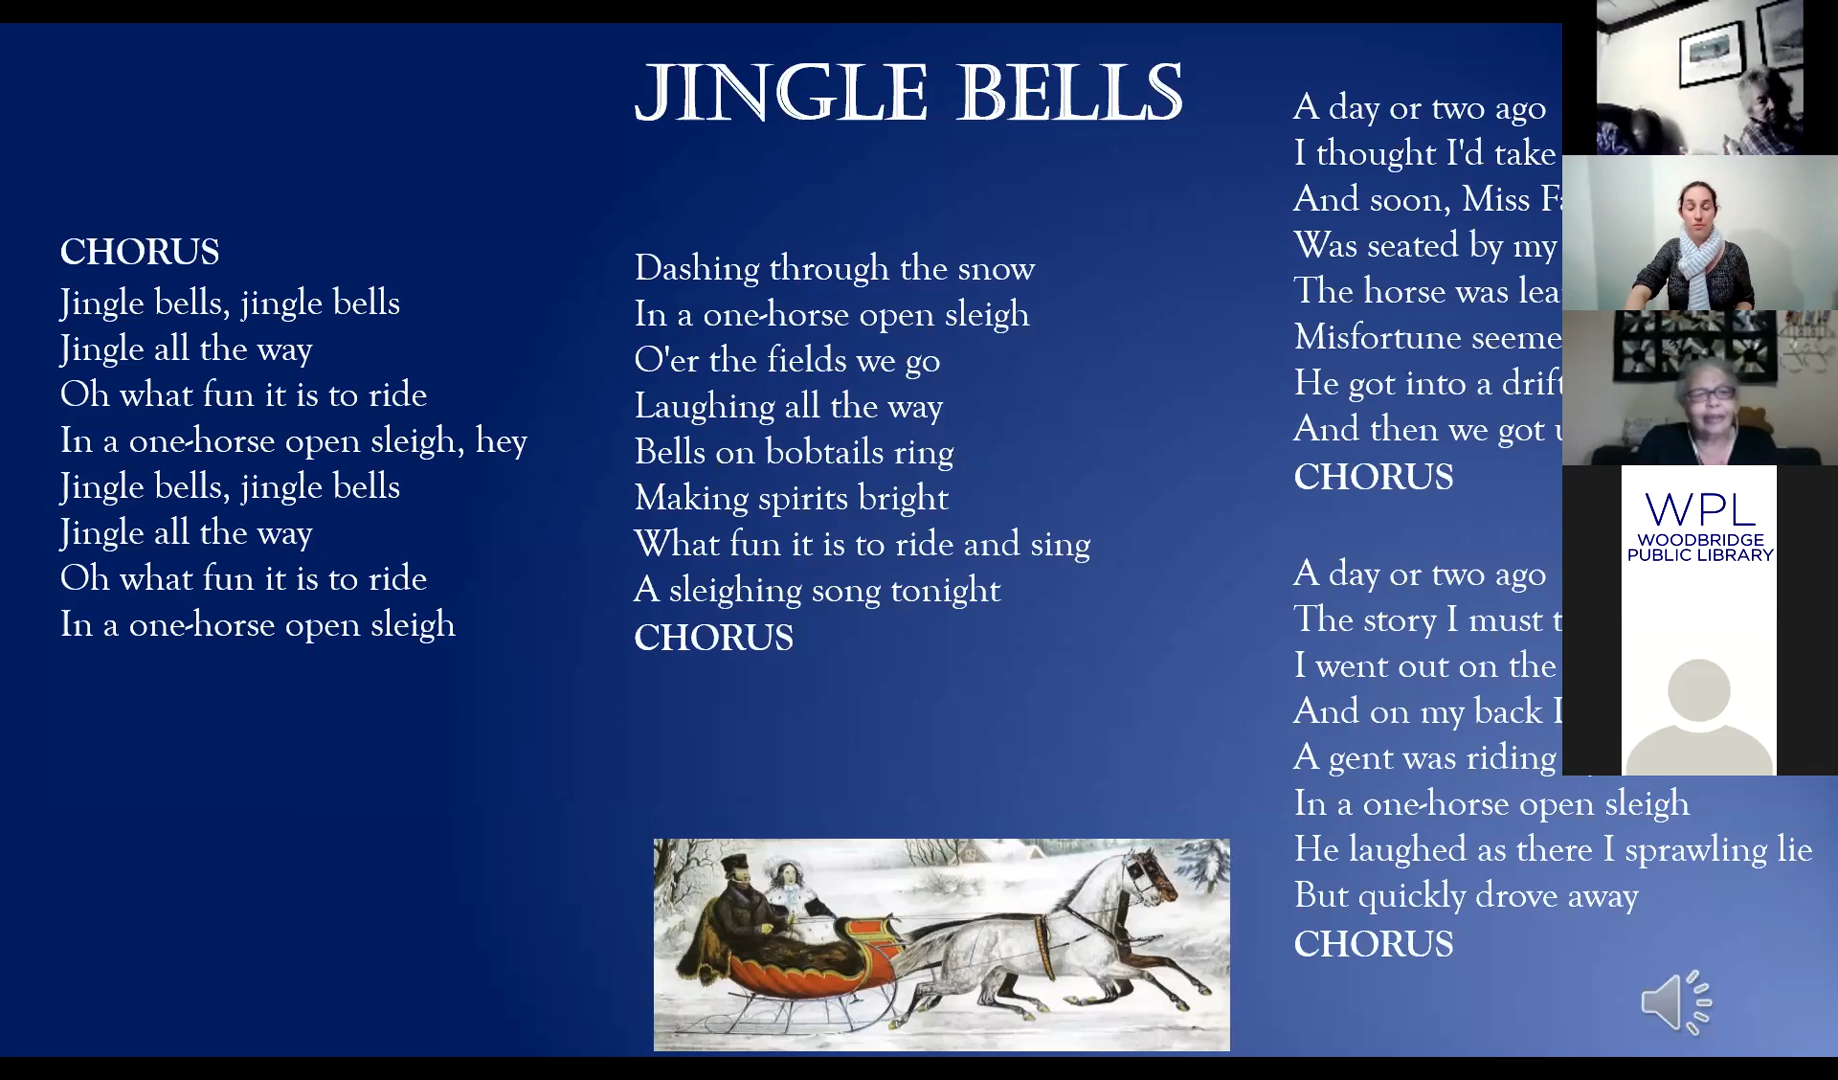 JINGLE BELLS
CHORUS
Jingle bells, jingle bells
Jingle all the way
Oh what fun it is to ride
In a one-horse open sleigh, hey
Jingle bells, jingle bells
Jingle all the way
Oh what fun it is to ride
In a one-horse open sleigh
Dashing through the snow
In a one-horse open sleigh
O'er the fields we go
Laughing all the way
Bells on bobtails ring
Making spirits bright
What fun it is to ride and sing
A sleighing song tonight
CHORUS
A day or two ago
I thought I'd take
And soon, Miss
Was seated by my
The horse was
Misfortune
He got into a
And then we got
CHORUS
A day or two ago
The story I must
I went out on the
And on my back I
A gent was riding
In a one-horse open sleigh
He laughed as there I sprawling lie
But quickly drove away
CHORUS
WPL
WOODBRIDGE
PUBLIC LIBRARY